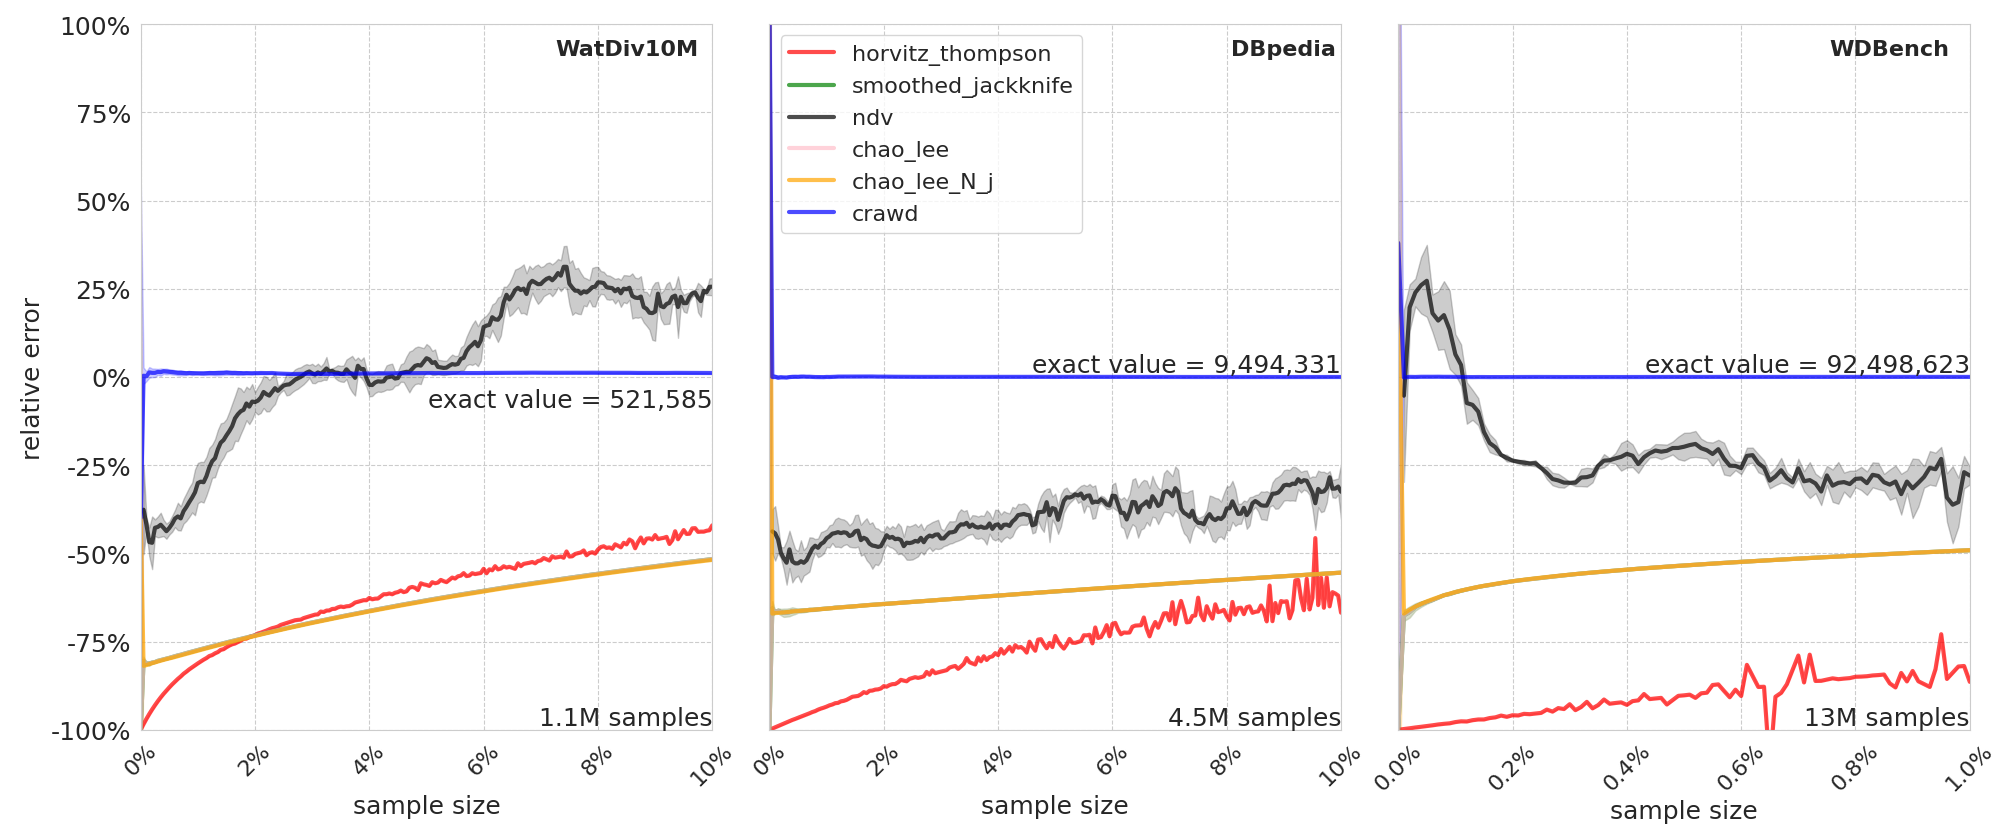 relative error
100%
75%
50%
25%
0%
-25%
-50%
-75%
-100%
WatDiv10M
exact value = 521,585
1.1M samples
0%
2%
4%
6%
8%
10%
sample size
DBpedia
horvitz_thompson
smoothed_jackknife
ndv
chao_lee
chao_lee_N_j
crawd
exact value = 9,494,331
4.5M samples
0%
2%
4%
6%
8%
10%
sample size
WDBench
exact value = 92,498,623
13M samples
0.0%
0.2%
0.4%
0.6%
0.8%
1.0%
sample size